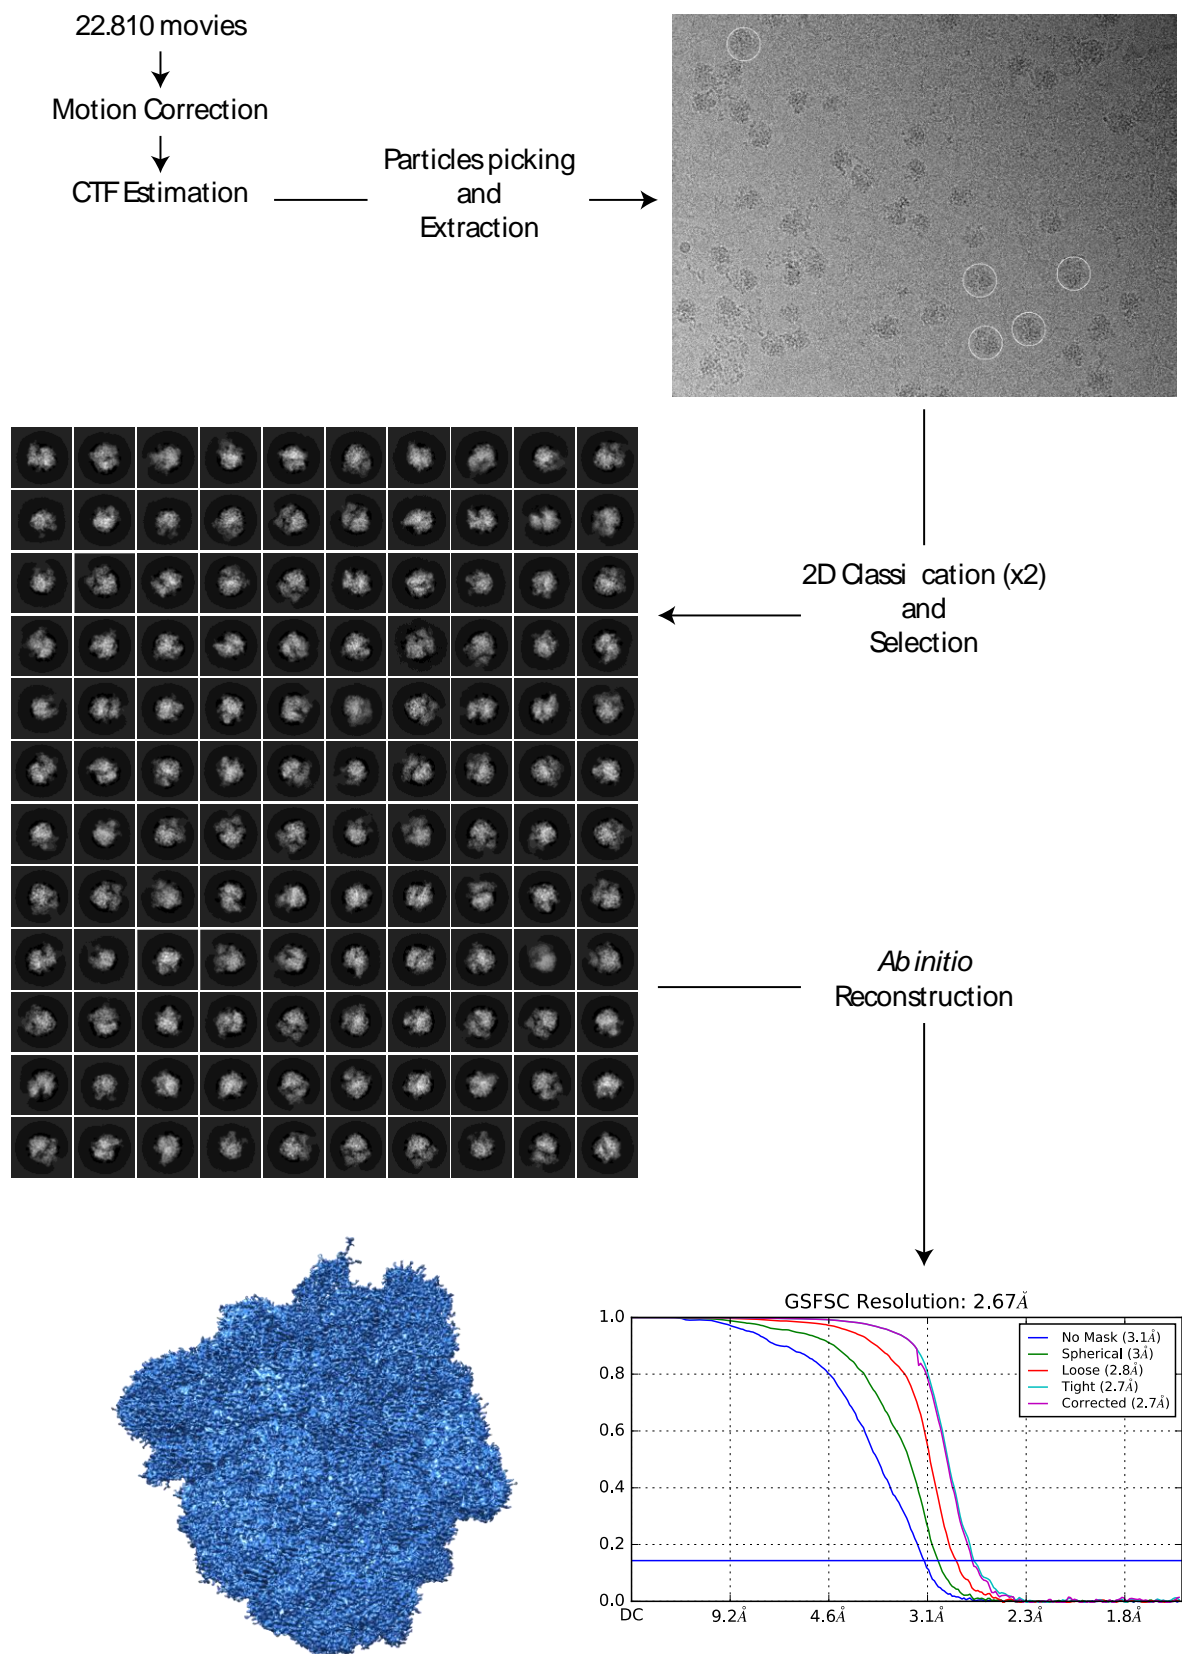 22.810 movies
Motion Correction
CTF Estimation
Particles picking
and
Extraction
2D Classi cation (x2)
and
Selection
Ab initio
Reconstruction
GSFSC Resolution: 2.67Å
1.0
0.8
0.6
0.4
0.2
0.0
No Mask (3.1Å)
Spherical (3Å)
Loose (2.8Å)
Tight (2.7Å)
Corrected (2.7Å)
DC
9.2Å
4.6Å
3.1Å
2.3Å
1.8Å